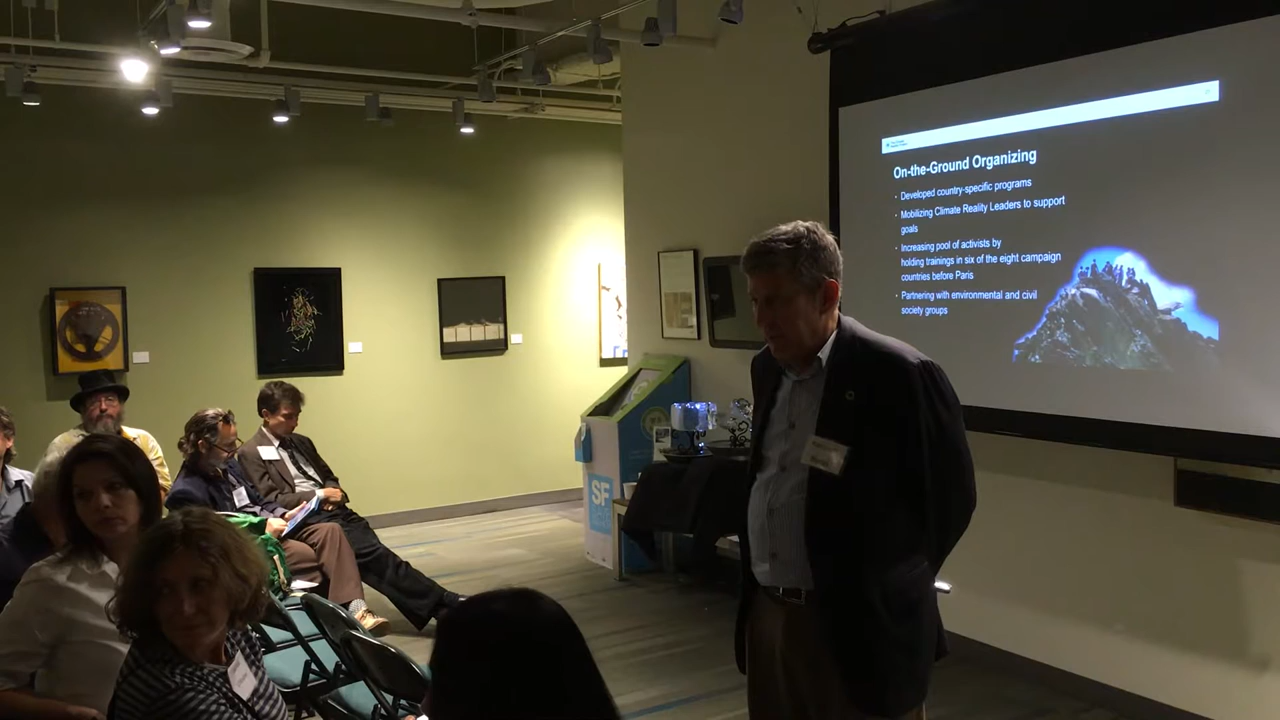 On-the-Ground Organizing
· Developed country-specific programs
· Mobilizing Climate Reality Leaders to support
goals
· Increasing pool of activists by
holding trainings in six of the eight campaign
countries before Paris
· Partnering with environmental and civil
society groups
SF